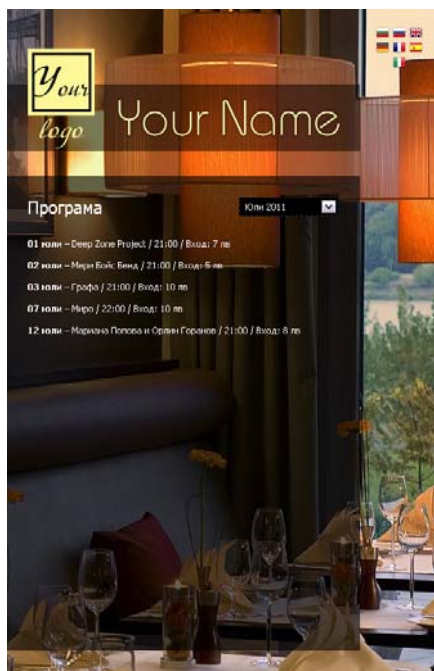 Your
logo
Your Name
Програма
Юли 2011
01 юли – Deep Zone Project / 21:00 / Вход: 7 лв
02 юли – Мери Бойс Бенд / 21:00 / Вход: 5 лв
03 юли – Графа / 21:00 / Вход: 10 лв
07 юли – Миро / 22:00 / Вход: 10 лв
12 юли – Мариана Попова и Орлин Горанов / 21:00 / Вход: 8 лв